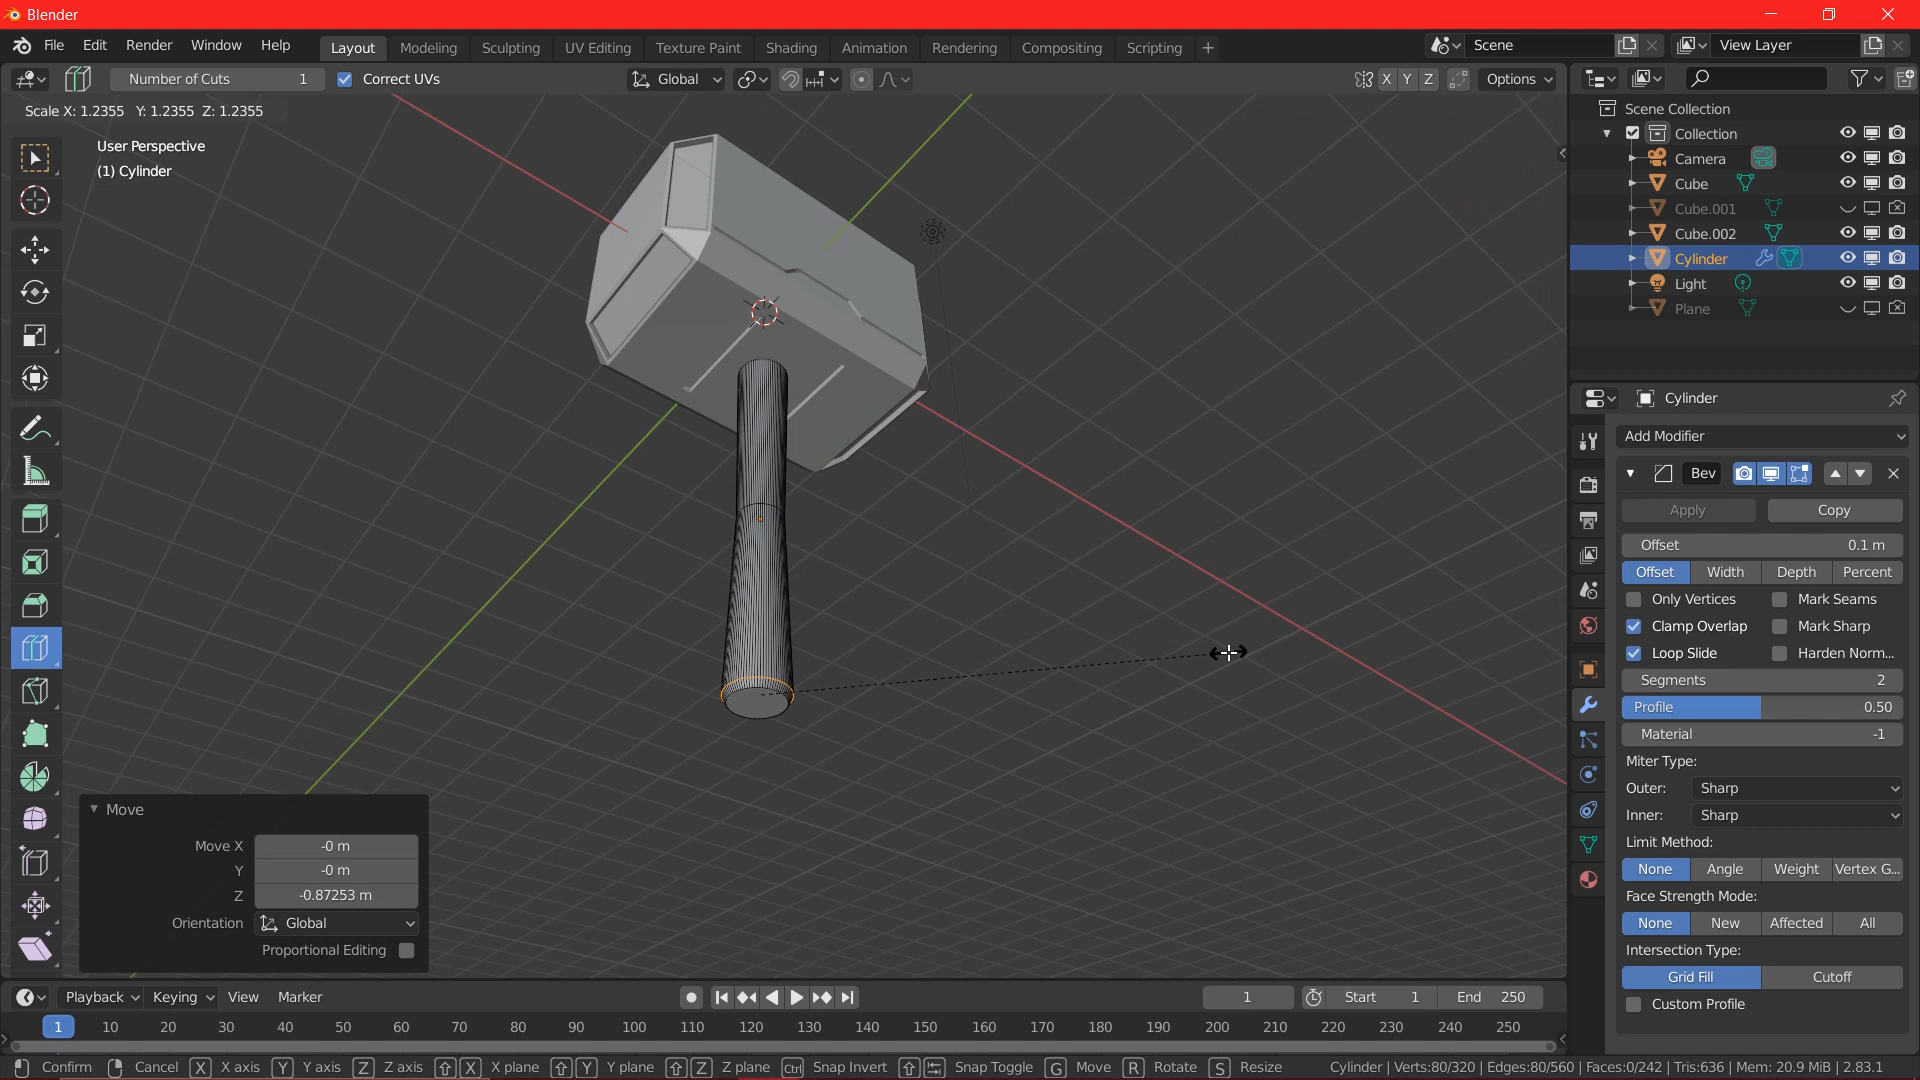 Blender
File Edit Render Window Help Layout Modeling Sculpting UV Editing Texture Paint Shading Animation Rendering Compositing Scripting + Scene View Layer
Number of Cuts 1 Correct UVs Global X Y Z Options
Scale X: 1.2355 Y: 1.2355 Z: 1.2355
User Perspective
(1) Cylinder
Scene Collection
Collection
Camera
Cube
Cube.001
Cube.002
Cylinder
Light
Plane
Cylinder
Add Modifier
Bev
Apply Copy
Offset 0.1 m
Offset Width Depth Percent
Only Vertices Mark Seams
Clamp Overlap Mark Sharp
Loop Slide Harden Norm...
Segments 2
Profile 0.50
Material -1
Miter Type:
Outer: Sharp
Inner: Sharp
Limit Method:
None Angle Weight Vertex G...
Face Strength Mode:
None New Affected All
Intersection Type:
Grid Fill Cutoff
Custom Profile
Move
Move X -0 m
Y -0 m
Z -0.87253 m
Orientation Global
Proportional Editing
Playback Keying View Marker 1 Start 1 End 250
1 10 20 30 40 50 60 70 80 90 100 110 120 130 140 150 160 170 180 190 200 210 220 230 240 250
Confirm Cancel X X axis Y Y axis Z Z axis X X plane Y Y plane Z Z plane Ctrl Snap Invert Snap Toggle G Move R Rotate S Resize Cylinder | Verts:80/320 | Edges:80/560 | Faces:0/242 | Tris:636 | Mem: 20.9 MiB | 2.83.1